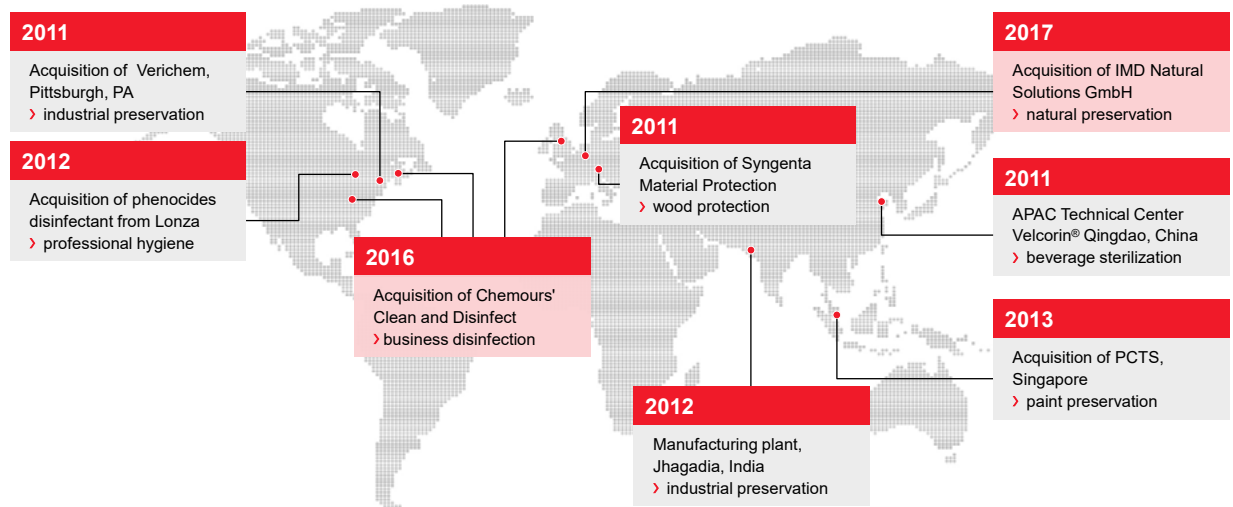 2011
Acquisition of Verichem,
Pittsburgh, PA
› industrial preservation
2012
Acquisition of phenocides
disinfectant from Lonza
› professional hygiene
2016
Acquisition of Chemours'
Clean and Disinfect
› business disinfection
2011
Acquisition of Syngenta
Material Protection
› wood protection
2012
Manufacturing plant,
Jhagadia, India
› industrial preservation
2017
Acquisition of IMD Natural
Solutions GmbH
› natural preservation
2011
APAC Technical Center
Velcorin® Qingdao, China
› beverage sterilization
2013
Acquisition of PCTS,
Singapore
› paint preservation